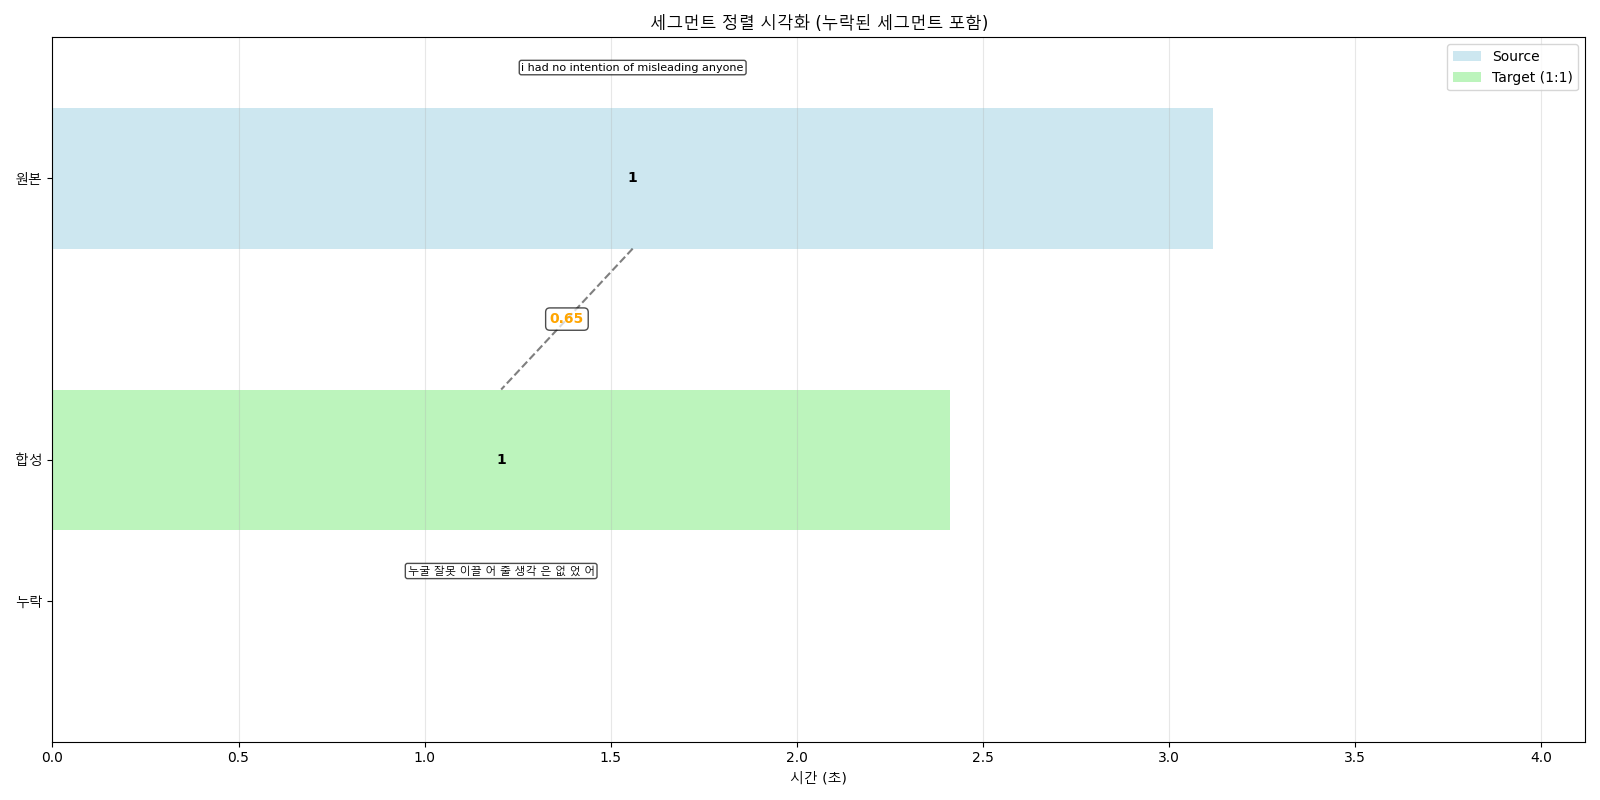 세그먼트 정렬 시각화 (누락된 세그먼트 포함)
i had no intention of misleading anyone
Source
Target (1:1)
원본
1
0.65
합성
1
누굴 잘못 이끌 어 줄 생각 은 없 었 어
누락
0.0 0.5 1.0 1.5 2.0 2.5 3.0 3.5 4.0
시간 (초)